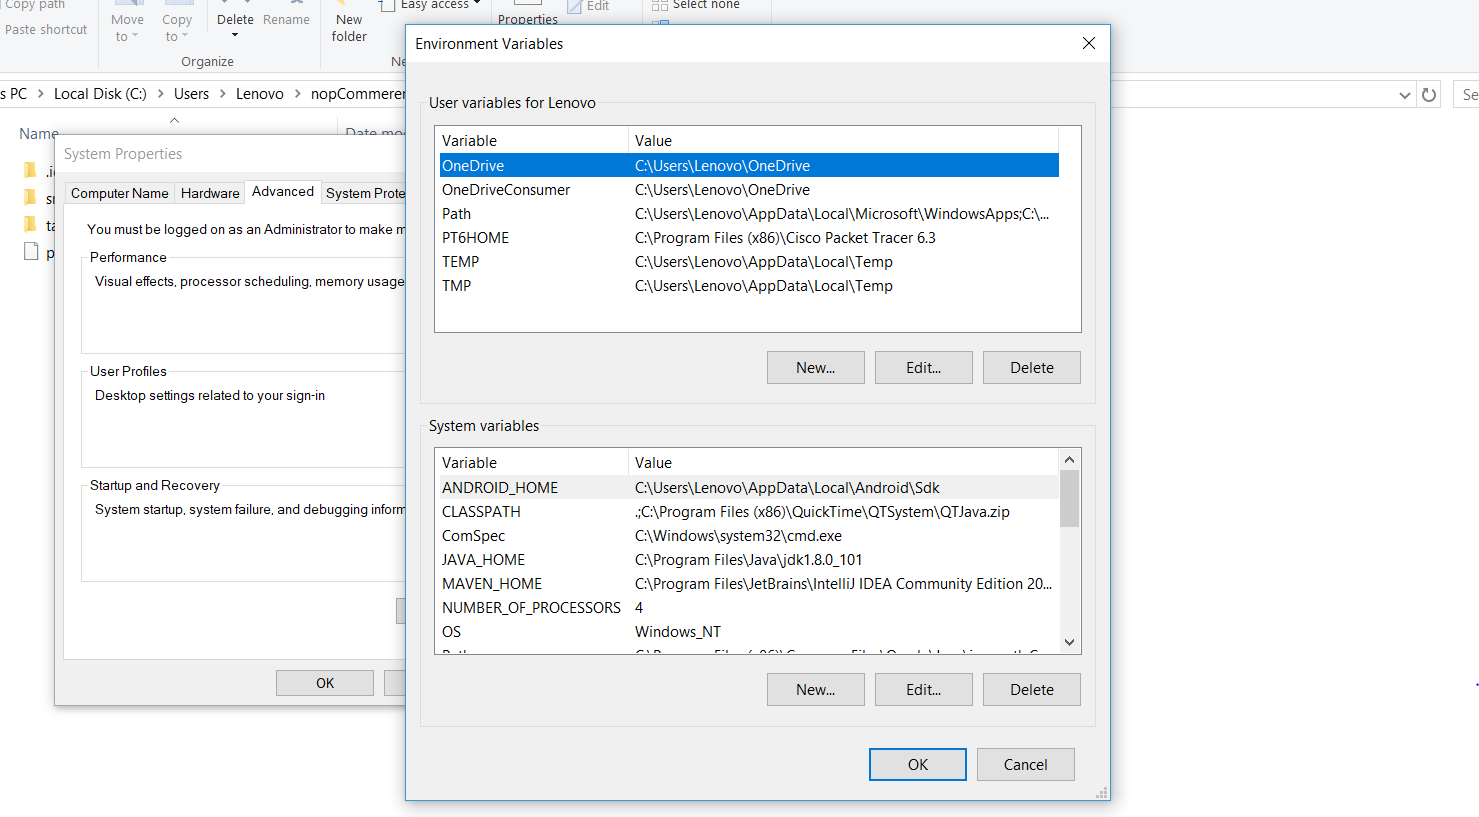 Copy path
Paste shortcut
Move to
Copy to
Delete
Rename
Organize
New folder
Easy access
Properties
Edit
Select none
PC > Local Disk (C:) > Users > Lenovo >
Name
System Properties
Computer Name Hardware Advanced
You must be logged on as an Administrator to make
Performance
Visual effects, processor scheduling, memory usage
User Profiles
Desktop settings related to your sign-in
Startup and Recovery
System startup, system failure, and debugging
OK
Environment Variables
User variables for Lenovo
Variable Value
OneDrive C:\Users\Lenovo\OneDrive
OneDriveConsumer C:\Users\Lenovo\OneDrive
Path C:\Users\Lenovo\AppData\Local\Microsoft\WindowsApps;C:\...
PT6HOME C:\Program Files (x86)\Cisco Packet Tracer 6.3
TEMP C:\Users\Lenovo\AppData\Local\Temp
TMP C:\Users\Lenovo\AppData\Local\Temp
New... Edit... Delete
System variables
Variable Value
ANDROID_HOME C:\Users\Lenovo\AppData\Local\Android\Sdk
CLASSPATH .;C:\Program Files (x86)\QuickTime\QTSystem\QTJava.zip
ComSpec C:\Windows\system32\cmd.exe
JAVA_HOME C:\Program Files\Java\jdk1.8.0_101
MAVEN_HOME C:\Program Files\JetBrains\IntelliJ IDEA Community Edition 20...
NUMBER_OF_PROCESSORS 4
OS Windows_NT
New... Edit... Delete
OK Cancel